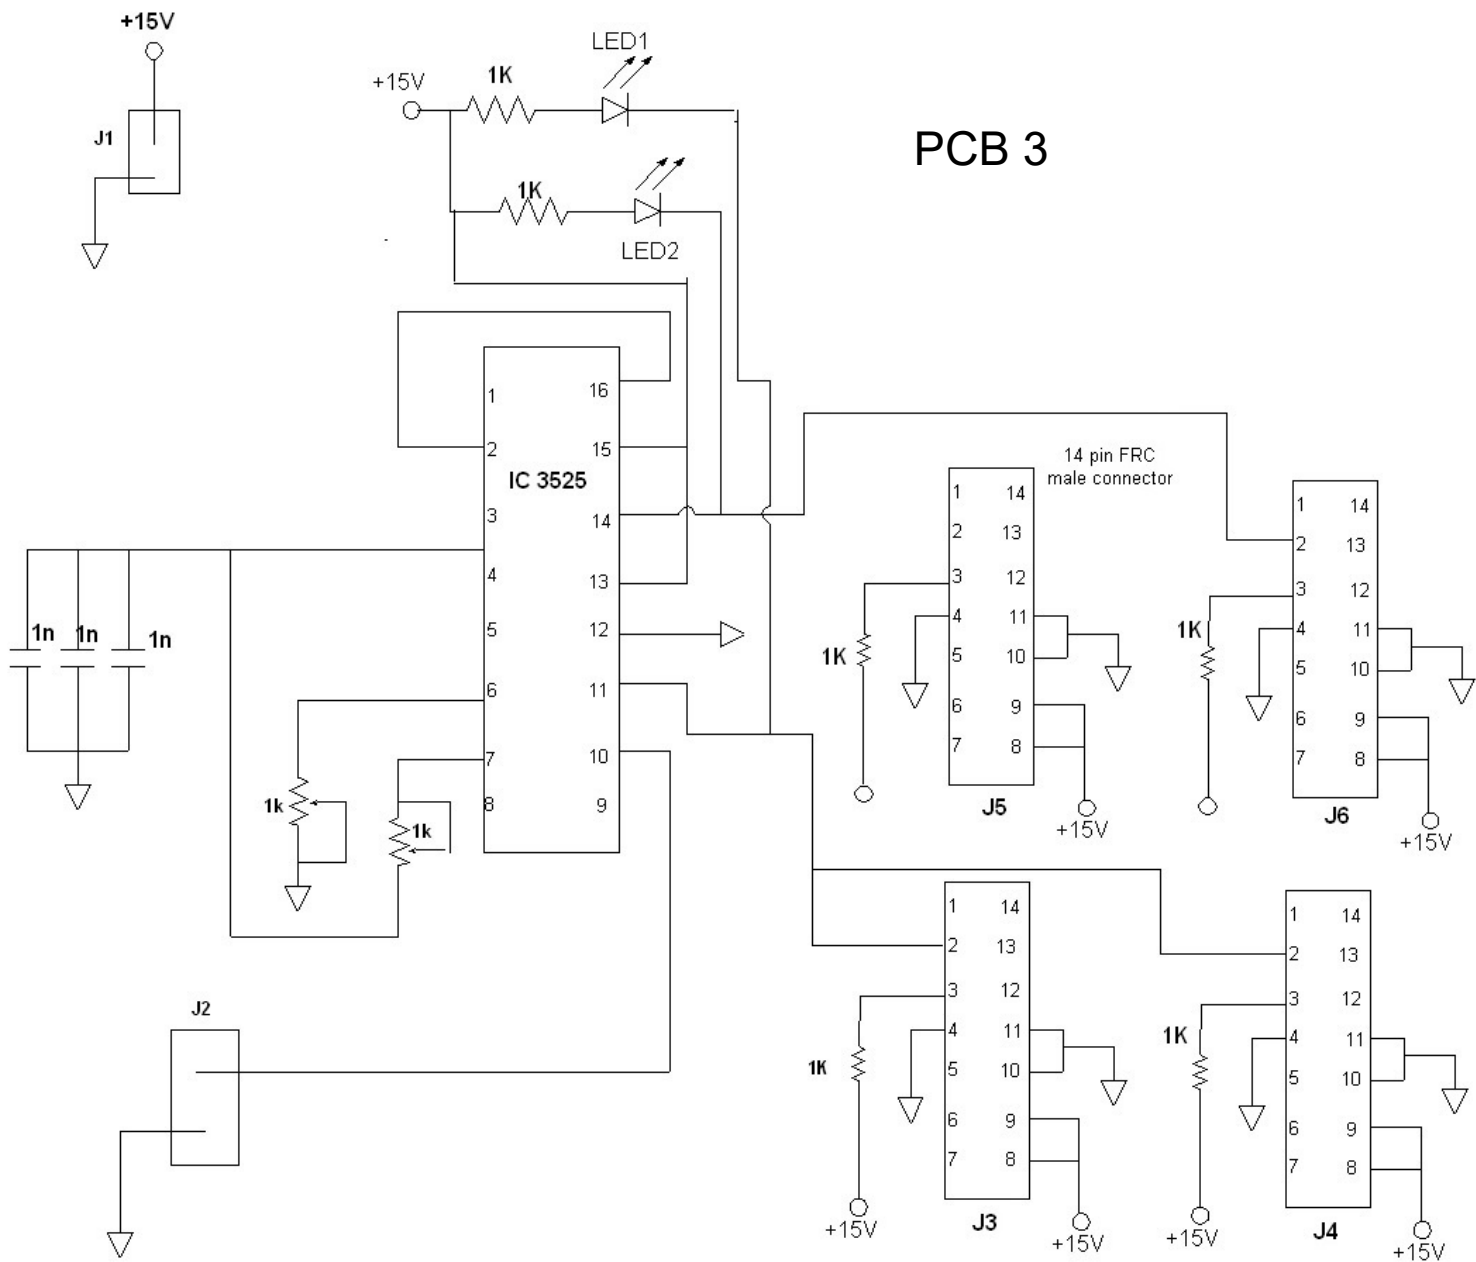 +15V
J1
+15V
1K
LED1
PCB 3
1K
LED2
IC 3525
1
2
3
4
5
6
7
8
16
15
14
13
12
11
10
9
1n
1n
1n
1k
1k
J2
14 pin FRC
male connector
1 14
2 13
3 12
4 11
5 10
6 9
7 8
1K
J5
+15V
1 14
2 13
3 12
4 11
5 10
6 9
7 8
1K
J6
+15V
1 14
2 13
3 12
4 11
5 10
6 9
7 8
1K
+15V
J3
+15V
1 14
2 13
3 12
4 11
5 10
6 9
7 8
1K
+15V
J4
+15V